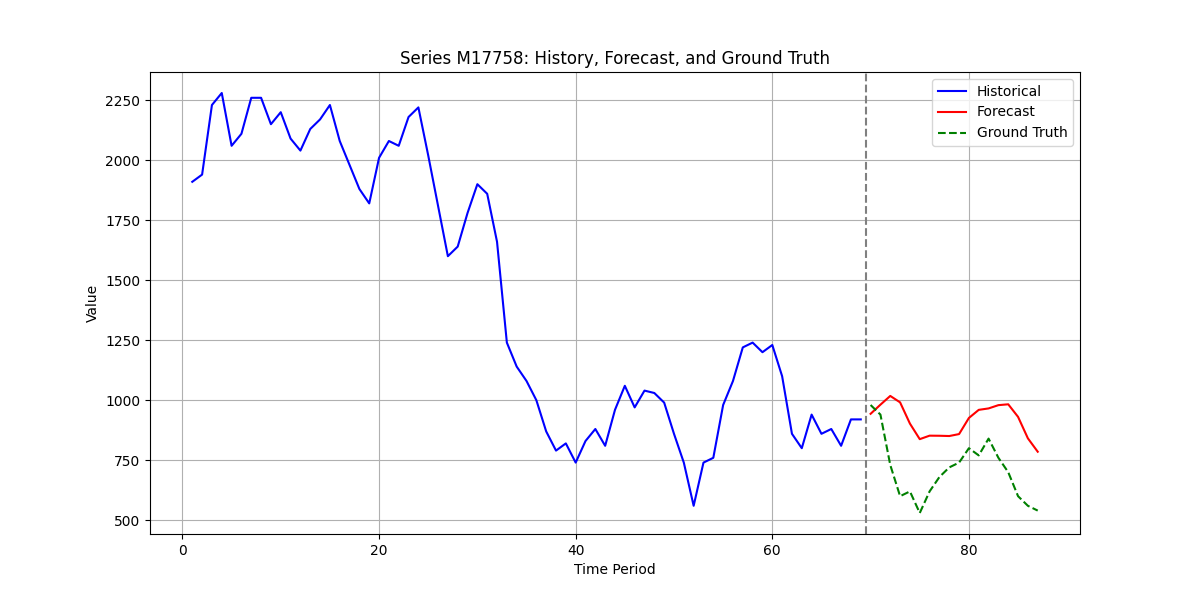 Series M17758: History, Forecast, and Ground Truth
Historical
Forecast
Ground Truth
Value
2250
2000
1750
1500
1250
1000
750
500
0 20 40 60 80
Time Period